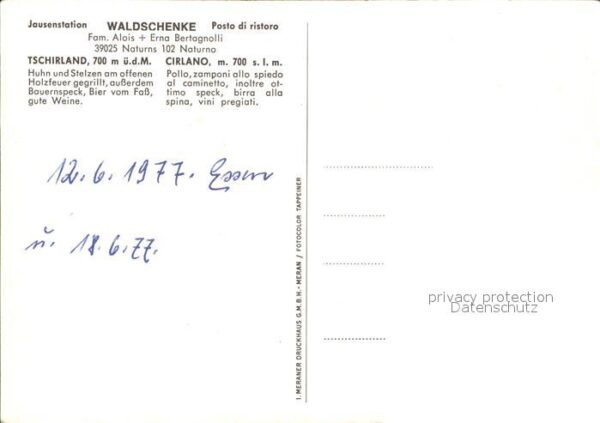 Jausenstation WALDSCHENKE Posto di ristoro
Fam. Alois + Erna Bertagnolli
39025 Naturns 102 Naturno
TSCHIRLAND, 700 m ü.d.M.
Huhn und Stelzen am offenen
Holzfeuer gegrillt, außerdem
Bauernspeck, Bier vom Faß,
gute Weine.
CIRLANO, m. 700 s. l. m.
Pollo, zamponi allo spiedo
al caminetto, inoltre ot-
timo speck, birra alla
spina, vini pregiati.
12.6.1977. Essen
u. 18.6.77.
I. MERANER DRUCKHAUS G.M.B.H. - MERAN / FOTOCOLOR TAPPEINER
privacy protection
Datenschutz